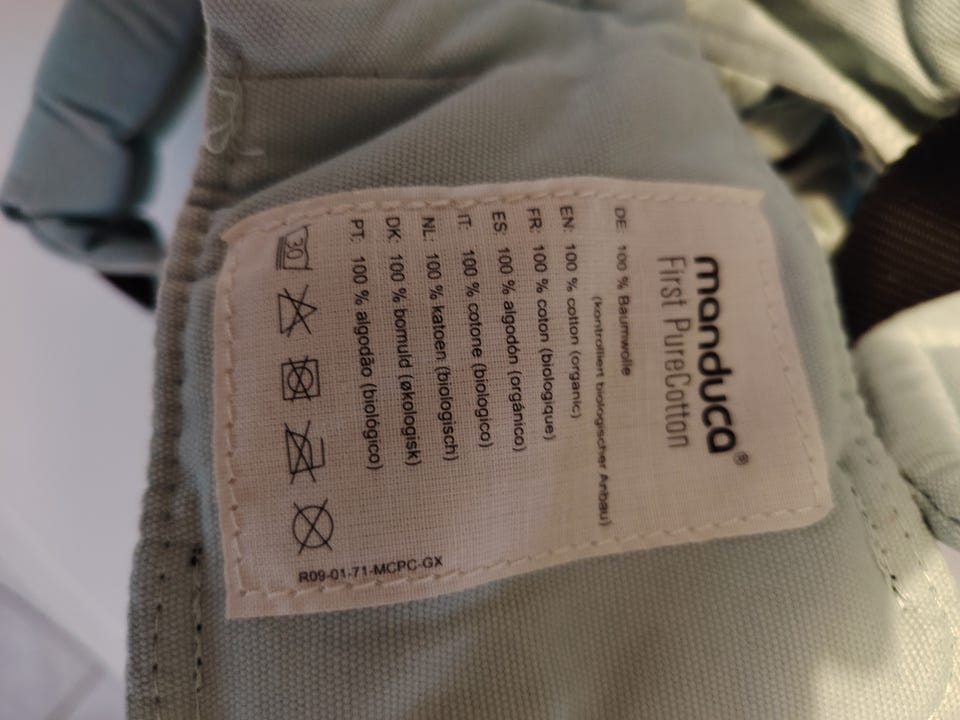 manduca®
First PureCotton
DE: 100 % Baumwolle
(kontrolliert biologischer Anbau)
EN: 100 % cotton (organic)
FR: 100 % coton (biologique)
ES: 100 % algodón (orgánico)
IT: 100 % cotone (biologico)
NL: 100 % katoen (biologisch)
DK: 100 % bomuld (økologisk)
PT: 100 % algodão (biológico)
30
R09-01-71-MCPC-GX